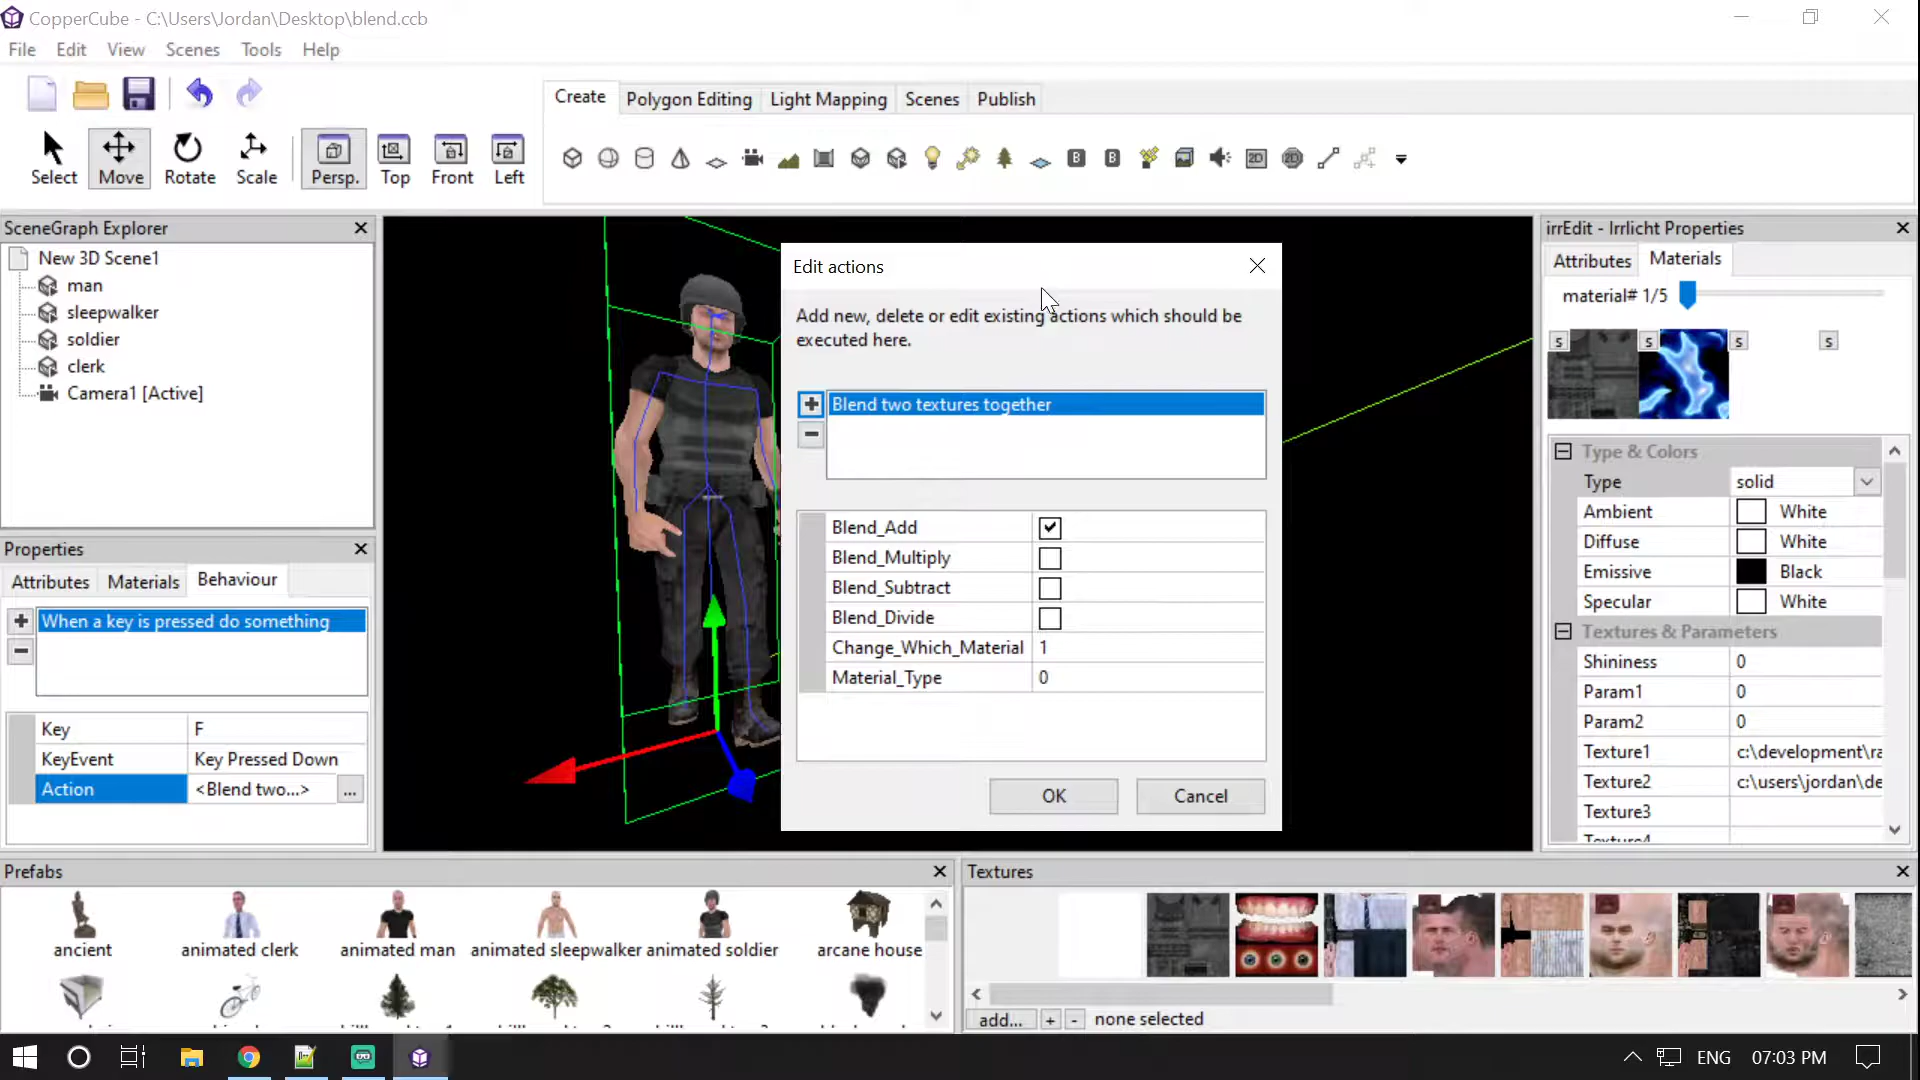 CopperCube - C:\Users\Jordan\Desktop\blend.ccb
File Edit View Scenes Tools Help
Create Polygon Editing Light Mapping Scenes Publish
Select Move Rotate Scale Persp. Top Front Left
B B 2D 2D
SceneGraph Explorer
New 3D Scene1
man
sleepwalker
soldier
clerk
Camera1 [Active]
Properties
Attributes Materials Behaviour
When a key is pressed do something
Key F
KeyEvent Key Pressed Down
Action <Blend two...> ...
Edit actions
Add new, delete or edit existing actions which should be
executed here.
Blend two textures together
Blend_Add
Blend_Multiply
Blend_Subtract
Blend_Divide
Change_Which_Material 1
Material_Type 0
OK Cancel
irrEdit - Irrlicht Properties
Attributes Materials
material# 1/5
s s s s
Type & Colors
Type solid
Ambient White
Diffuse White
Emissive Black
Specular White
Textures & Parameters
Shininess 0
Param1 0
Param2 0
Texture1 c:\development\ra
Texture2 c:\users\jordan\de
Texture3
Texture4
Prefabs
ancient animated clerk animated man animated sleepwalker animated soldier arcane house
Textures
add... + - none selected
ENG 07:03 PM